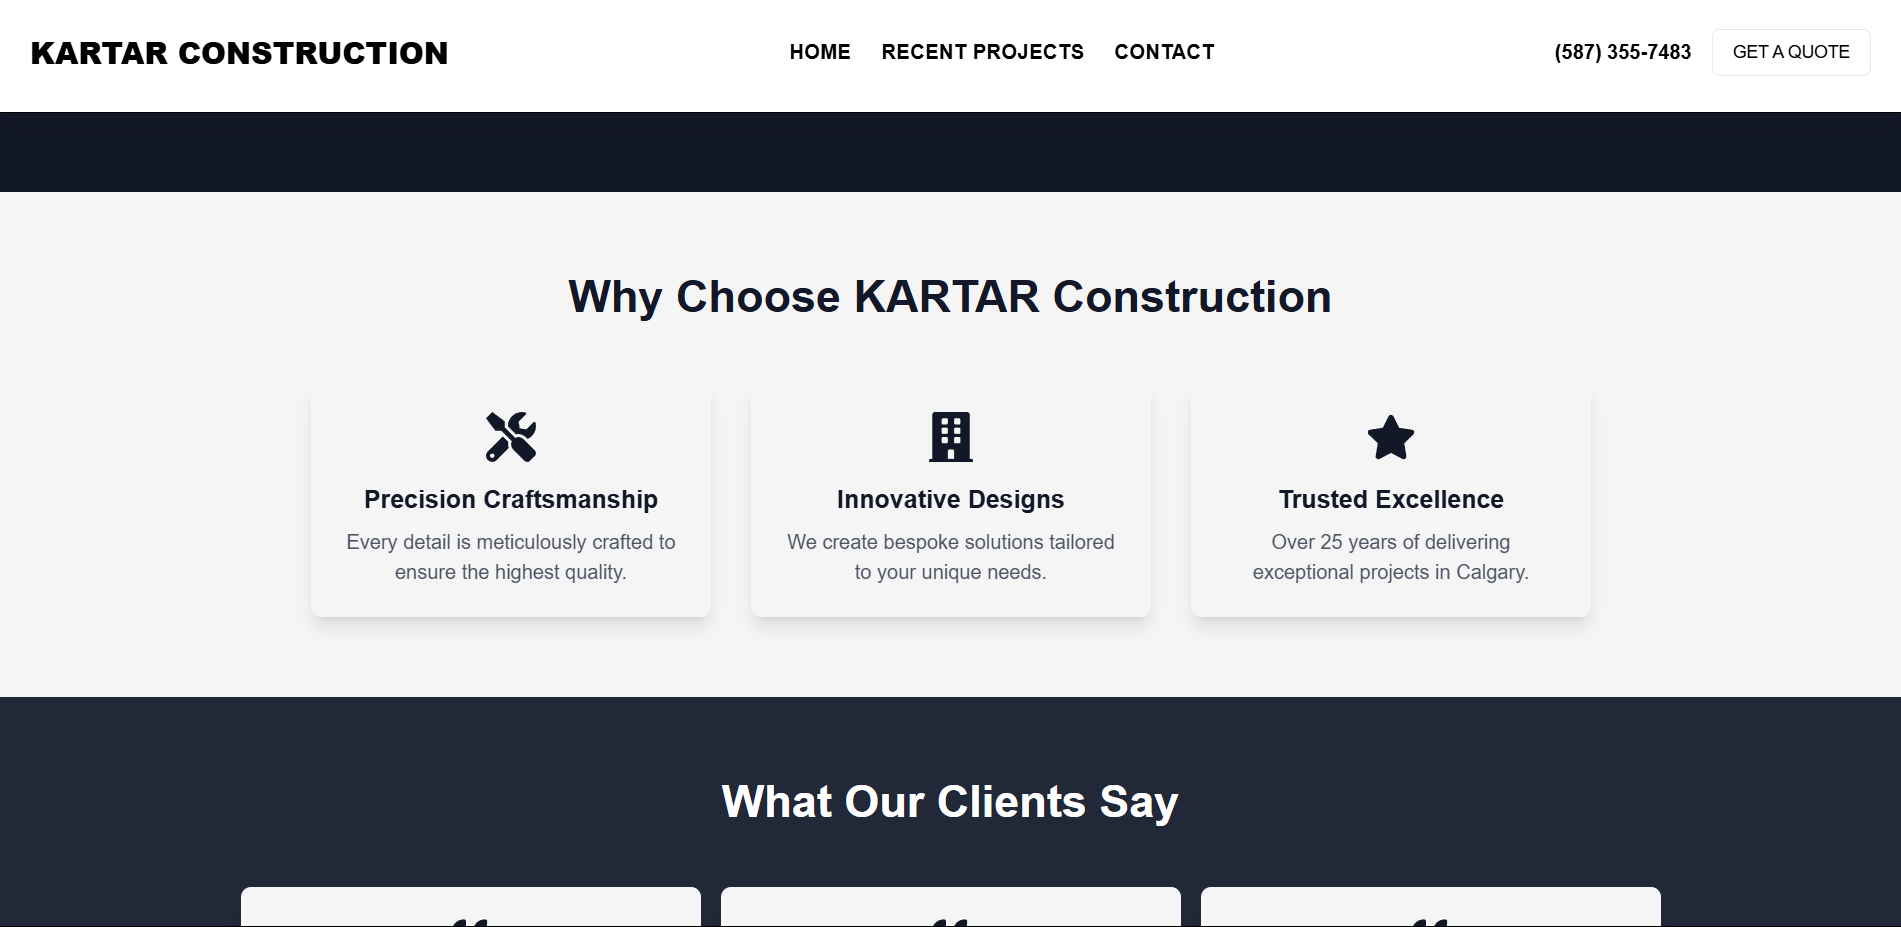 KARTAR CONSTRUCTION
HOME RECENT PROJECTS CONTACT
(587) 355-7483 GET A QUOTE
Why Choose KARTAR Construction
Precision Craftsmanship
Every detail is meticulously crafted to
ensure the highest quality.
Innovative Designs
We create bespoke solutions tailored
to your unique needs.
Trusted Excellence
Over 25 years of delivering
exceptional projects in Calgary.
What Our Clients Say